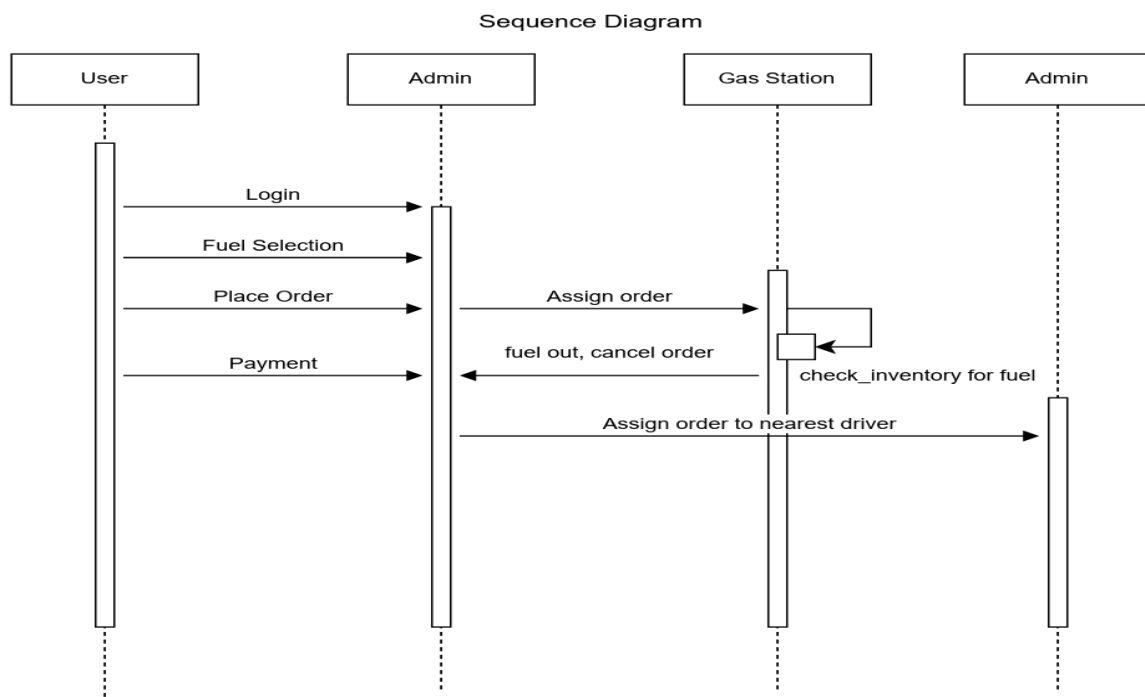 Sequence Diagram
User
Admin
Gas Station
Admin
Login
Fuel Selection
Place Order
Assign order
Payment
fuel out, cancel order
check_inventory for fuel
Assign order to nearest driver